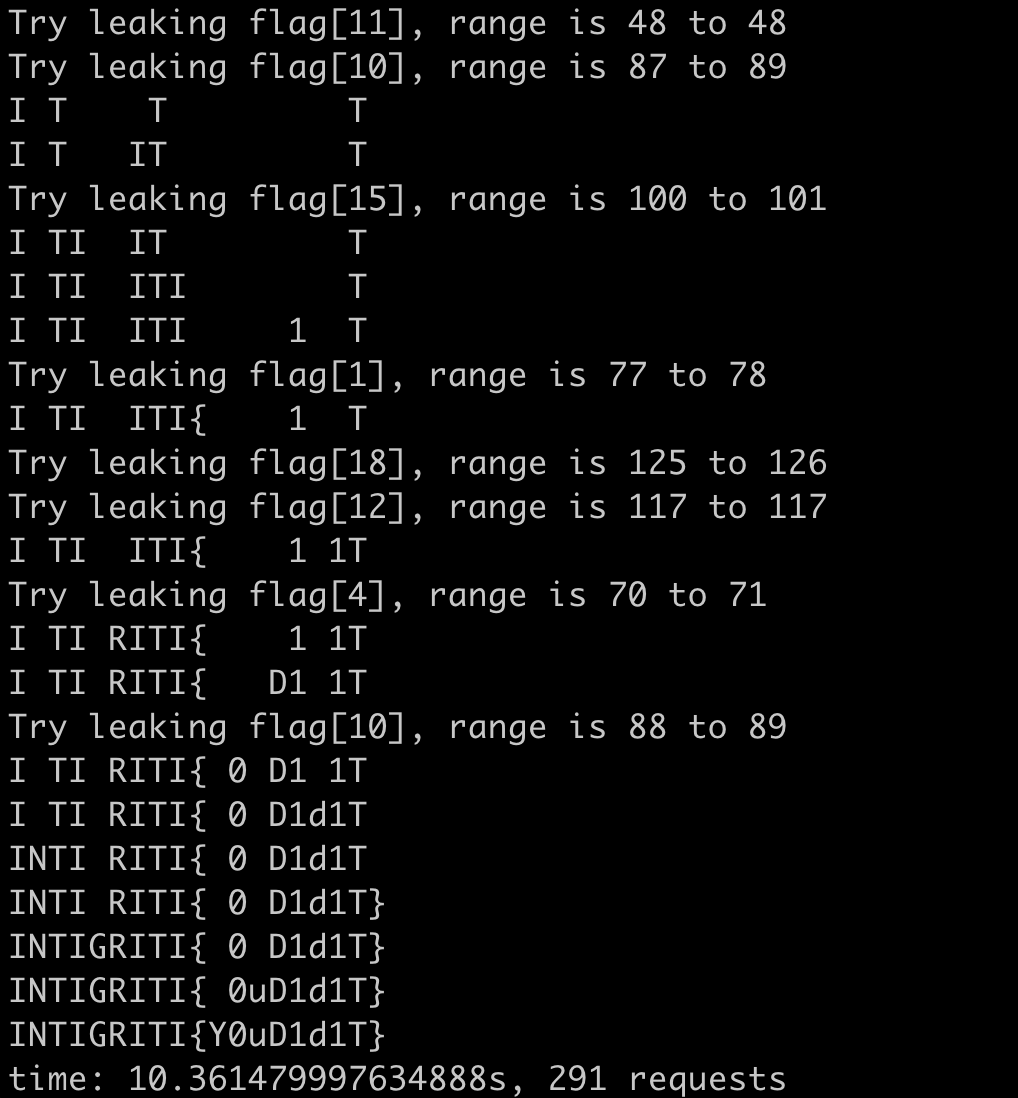 Try leaking flag[11], range is 48 to 48
Try leaking flag[10], range is 87 to 89
I T    T         T
I T   IT         T
Try leaking flag[15], range is 100 to 101
I TI  IT         T
I TI  ITI        T
I TI  ITI     1  T
Try leaking flag[1], range is 77 to 78
I TI  ITI{    1  T
Try leaking flag[18], range is 125 to 126
Try leaking flag[12], range is 117 to 117
I TI  ITI{    1 1T
Try leaking flag[4], range is 70 to 71
I TI RITI{    1 1T
I TI RITI{   D1 1T
Try leaking flag[10], range is 88 to 89
I TI RITI{ 0 D1 1T
I TI RITI{ 0 D1d1T
INTI RITI{ 0 D1d1T
INTI RITI{ 0 D1d1T}
INTIGRITI{ 0 D1d1T}
INTIGRITI{ 0uD1d1T}
INTIGRITI{Y0uD1d1T}
time: 10.361479997634888s, 291 requests